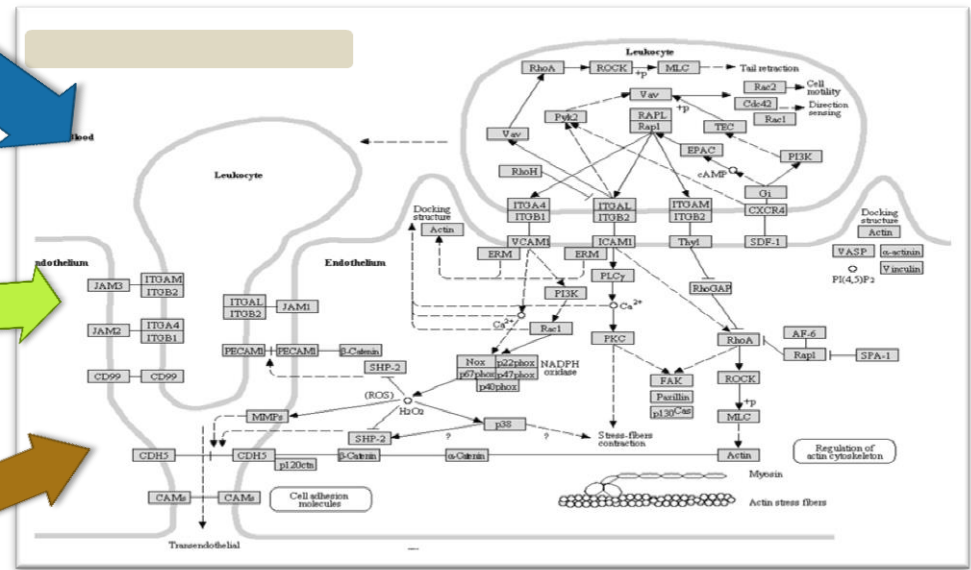 Leukocyte
RhoA ROCK +p MLC Tail retraction
Vav +p Rac2 Cell motility
Cdc42 Direction sensing
Rac1
Pyk2 RAPL Rap1 TEC
Vav
EPAC PI3K
cAMP
RhoH Gi
ITGA4 ITGAL ITGAM CXCR4
ITGB1 ITGB2 ITGB2
VCAM1 ICAM1 Thy1 SDF-1
lood
Leukocyte
Docking structure
Actin
Docking structure
Actin
VASP α-actinin
PI(4,5)P2 Vinculin
ndothelium
Endothelium
ERM ERM
PLCγ
PI3K
RhoGAP
Ca2+ Ca2+
Rac1
PKC
RhoA
AF-6
Rap1 SPA-1
JAM3 ITGAM
ITGB2
ITGAL JAM1
ITGB2
JAM2 ITGA4
ITGB1
PECAM1 PECAM1 β-Catenin
CD99 CD99
SHP-2
Nox p22phox NADPH oxidase
p67phox p47phox
p40phox
FAK
Paxillin
p130Cas
ROCK
+p
MLC
(ROS)
H2O2
MMPs
p38
SHP-2
? ?
Stress-fibers contraction
CDH5 CDH5 β-Catenin α-Catenin Actin
p120ctn
Regulation of
actin cytoskeleton
Myosin
Actin stress fibers
CAMs CAMs
Cell adhesion
molecules
Transendothelial